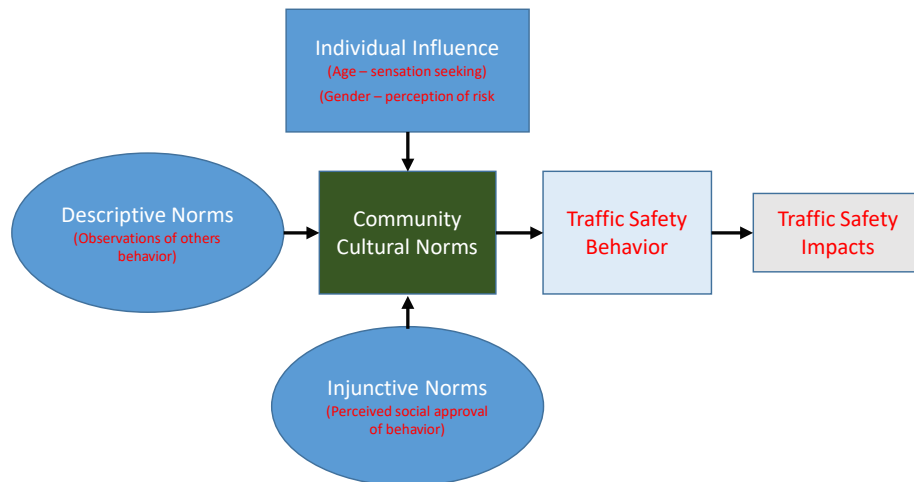 Individual Influence
(Age – sensation seeking)
(Gender – perception of risk
Descriptive Norms
(Observations of others
behavior)
Community
Cultural Norms
Traffic Safety
Behavior
Traffic Safety
Impacts
Injunctive Norms
(Perceived social approval
of behavior)